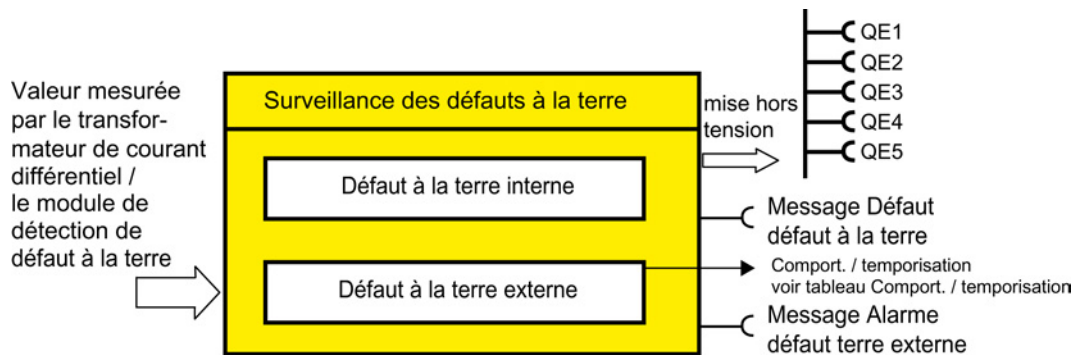 Valeur mesurée
par le transfor-
mateur de courant
différentiel /
le module de
détection de
défaut à la terre
Surveillance des défauts à la terre
Défaut à la terre interne
Défaut à la terre externe
mise hors
tension
QE1
QE2
QE3
QE4
QE5
Message Défaut
défaut à la terre
Comport. / temporisation
voir tableau Comport. / temporisation
Message Alarme
défaut terre externe